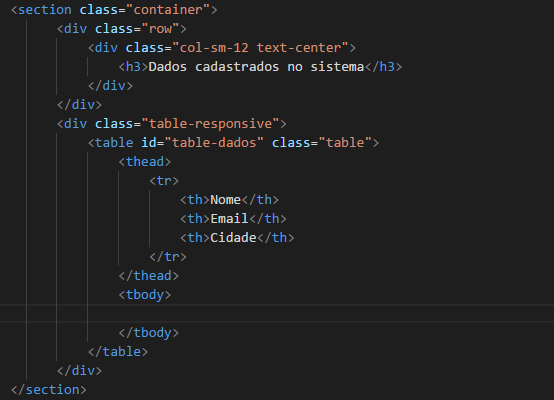 <section class="container">
<div class="row">
<div class="col-sm-12 text-center">
<h3>Dados cadastrados no sistema</h3>
</div>
</div>
<div class="table-responsive">
<table id="table-dados" class="table">
<thead>
<tr>
<th>Nome</th>
<th>Email</th>
<th>Cidade</th>
</tr>
</thead>
<tbody>
</tbody>
</table>
</div>
</section>